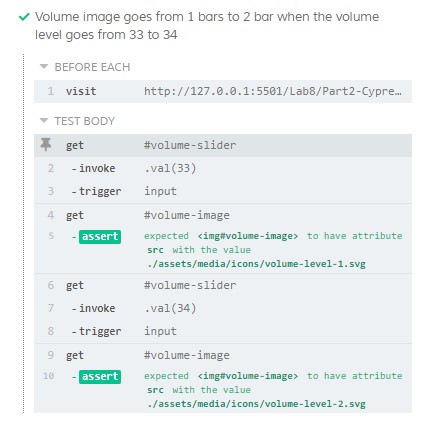 Volume image goes from 1 bars to 2 bar when the volume
level goes from 33 to 34
BEFORE EACH
1 visit http://127.0.0.1:5501/Lab8/Part2-Cypre…
TEST BODY
get #volume-slider
2 -invoke .val(33)
3 -trigger input
4 get #volume-image
5 -assert expected <img#volume-image> to have attribute
src with the value
./assets/media/icons/volume-level-1.svg
6 get #volume-slider
7 -invoke .val(34)
8 -trigger input
9 get #volume-image
10 -assert expected <img#volume-image> to have attribute
src with the value
./assets/media/icons/volume-level-2.svg